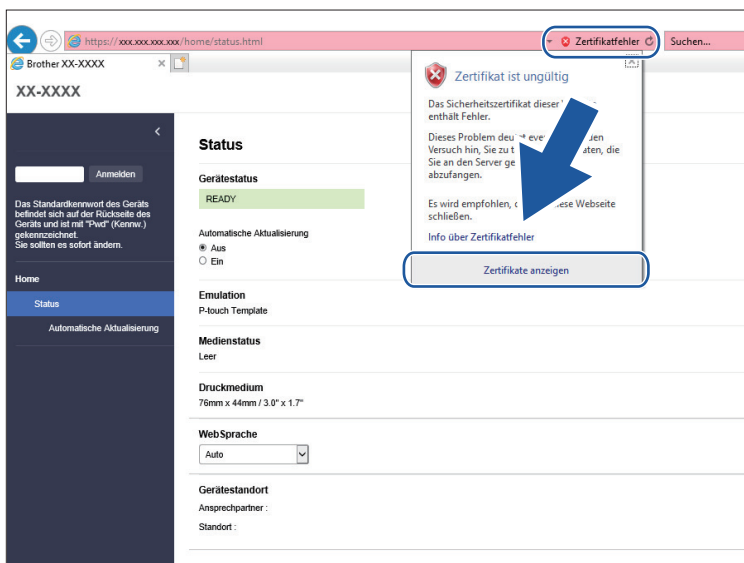 https://xxx.xxx.xxx.xxx/home/status.html
Zertifikatfehler
Suchen...
Brother XX-XXXX
XX-XXXX
Zertifikat ist ungültig
Das Sicherheitszertifikat dieser
enthält Fehler.
Dieses Problem
Versuch hin, Sie zu die
Sie an den Server
abzufangen.
Es wird empfohlen, Webseite
schließen.
Info über Zertifikatfehler
Zertifikate anzeigen
Anmelden
Das Standardkennwort des Geräts
befindet sich auf der Rückseite des
Geräts und ist mit "Pwd" (Kennw.)
gekennzeichnet.
Sie sollten es sofort ändern.
Home
Status
Automatische Aktualisierung
Status
Gerätestatus
READY
Automatische Aktualisierung
Aus
Ein
Emulation
P-touch Template
Medienstatus
Leer
Druckmedium
76mm x 44mm / 3.0" x 1.7"
WebSprache
Auto
Gerätestandort
Ansprechpartner :
Standort :